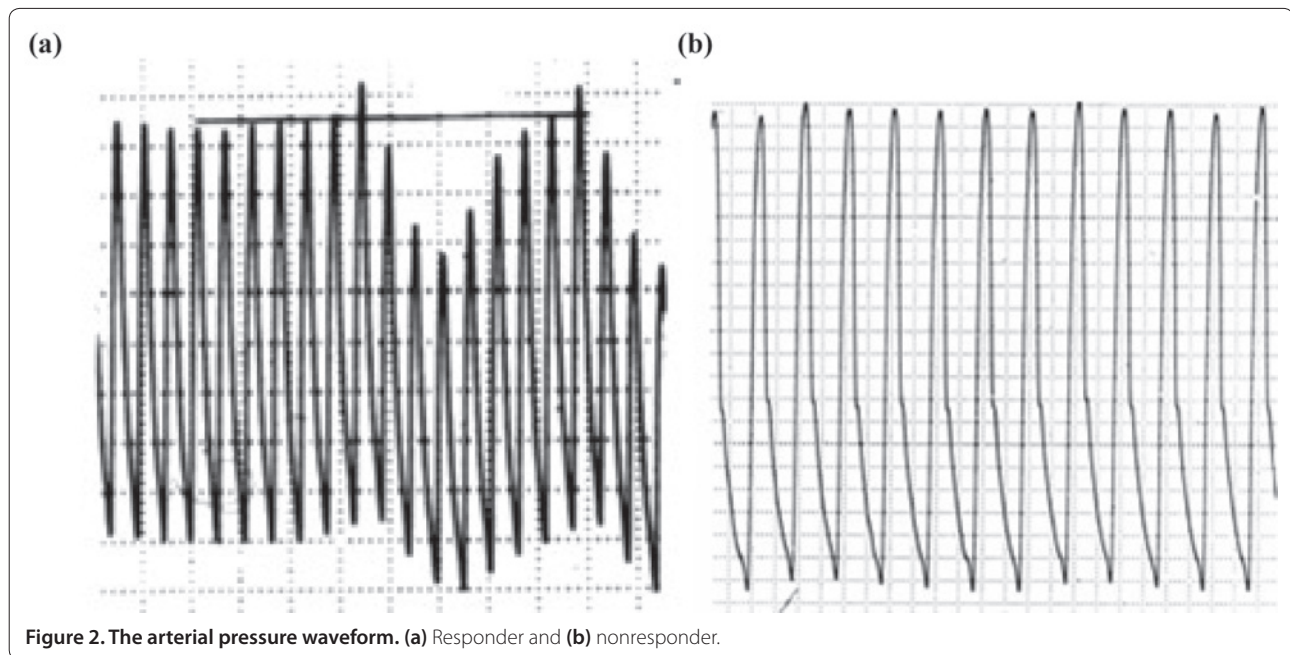 (a)
(b)
Figure 2. The arterial pressure waveform. (a) Responder and (b) nonresponder.